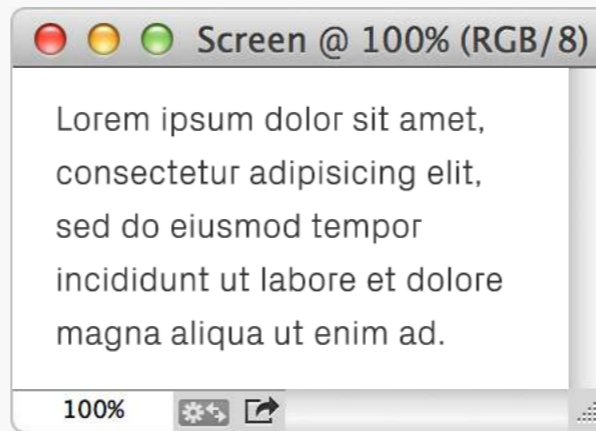 Screen @ 100% (RGB/8)
Lorem ipsum dolor sit amet,
consectetur adipisicing elit,
sed do eiusmod tempor
incididunt ut labore et dolore
magna aliqua ut enim ad.
100%